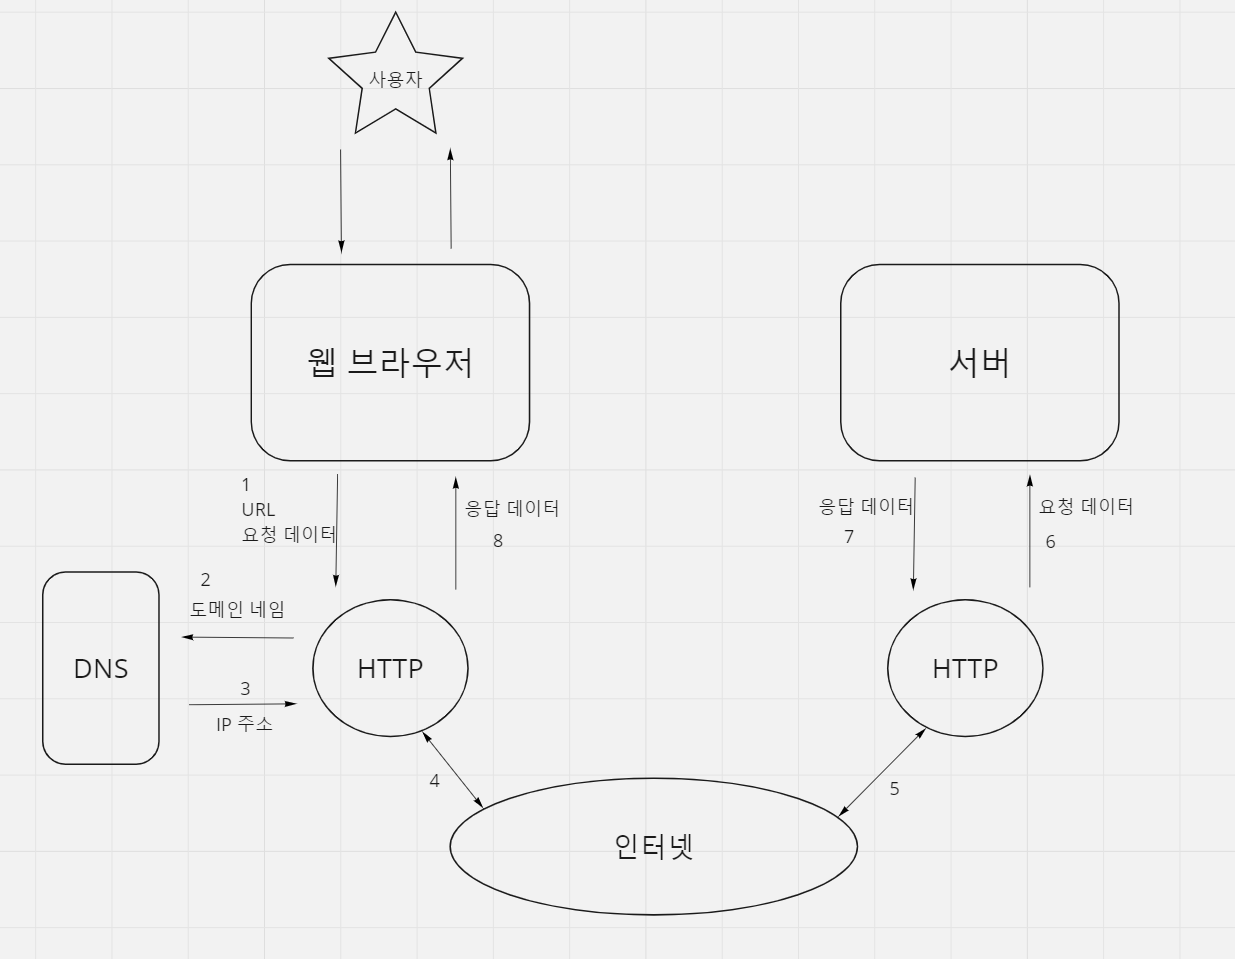 사용자
웹 브라우저
서버
1
URL
요청 데이터
응답 데이터
8
응답 데이터
7
요청 데이터
6
2
도메인 네임
DNS
3
IP 주소
HTTP
HTTP
4
5
인터넷